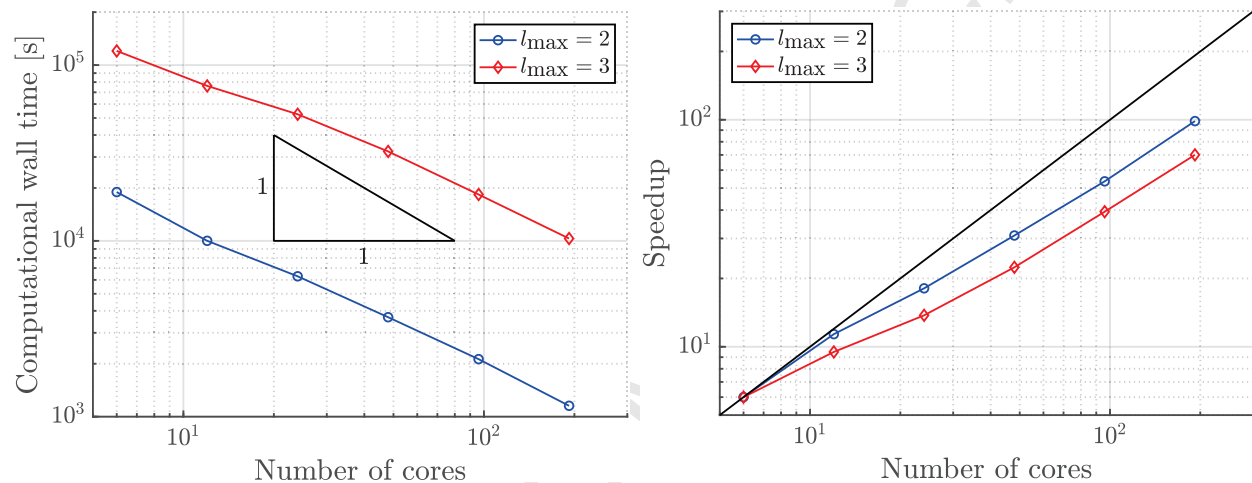 Computational wall time [s]
10^5
10^4
10^3
l_max = 2
l_max = 3
1
1
10^1
10^2
Number of cores
Speedup
10^2
10^1
l_max = 2
l_max = 3
10^1
10^2
Number of cores